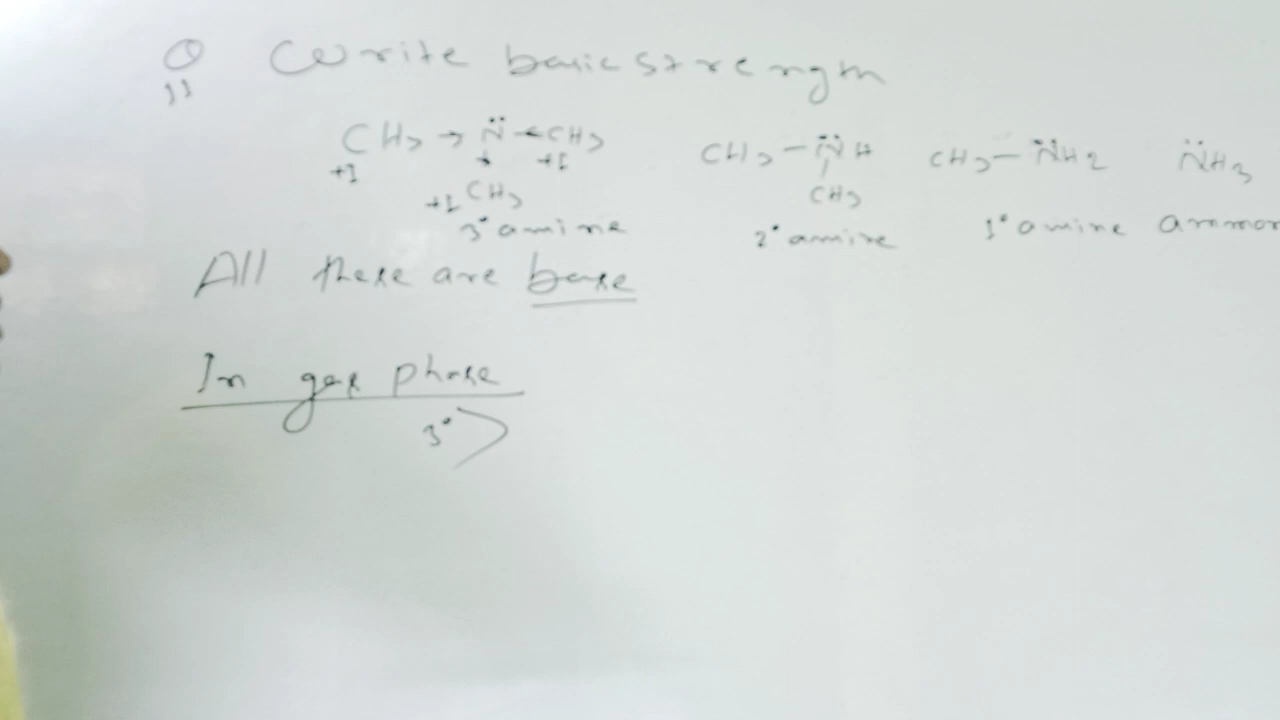 Q Write basic strength
CH3 → N̈ ← CH3 CH3 – N̈H CH3 – N̈H2 N̈H3
+I ↓ +I
+I CH3 CH3
3° amine 2° amine 1° amine ammon
All these are base
In gas phase
3° >